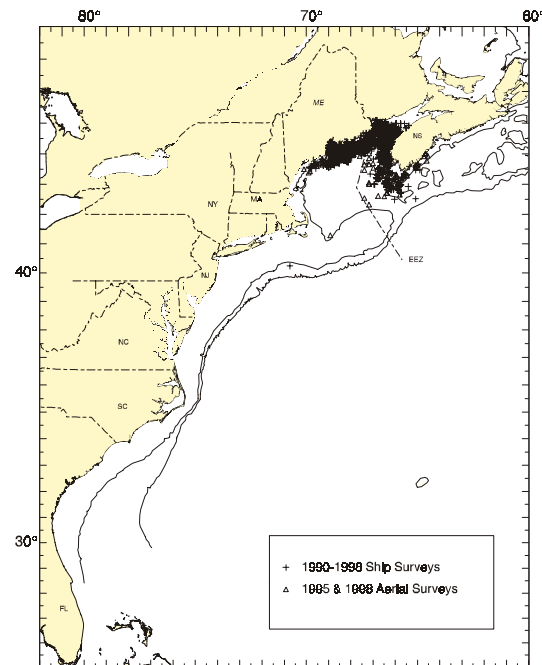 80°
70°
60°
ME
NS
NY
MA
EEZ
NJ
40°
NC
SC
30°
1990-1998 Ship Surveys
1995 & 1998 Aerial Surveys
FL